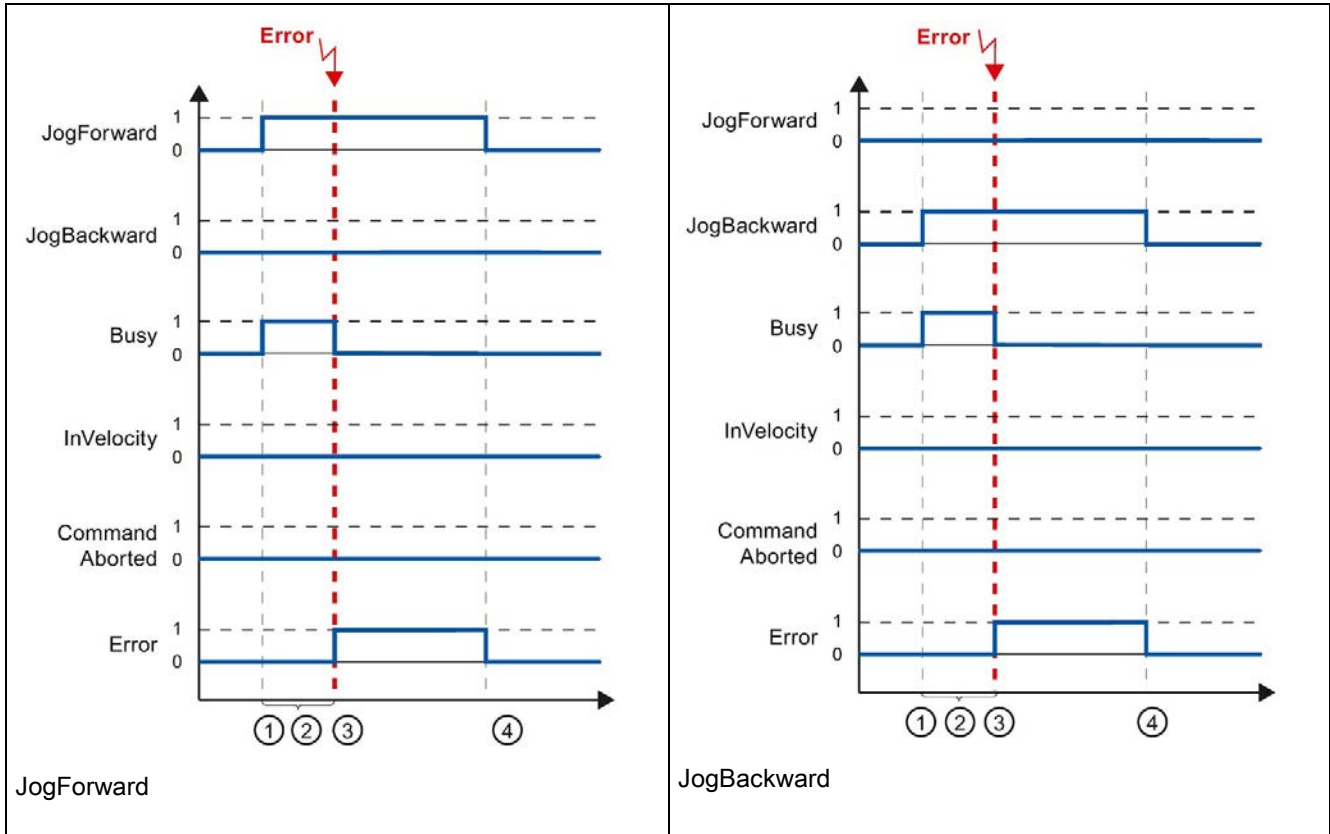 Error
JogForward
1
0
JogBackward
1
0
Busy
1
0
InVelocity
1
0
Command
Aborted
1
0
Error
1
0
① ② ③ ④
JogForward
Error
JogForward
1
0
JogBackward
1
0
Busy
1
0
InVelocity
1
0
Command
Aborted
1
0
Error
1
0
① ② ③ ④
JogBackward